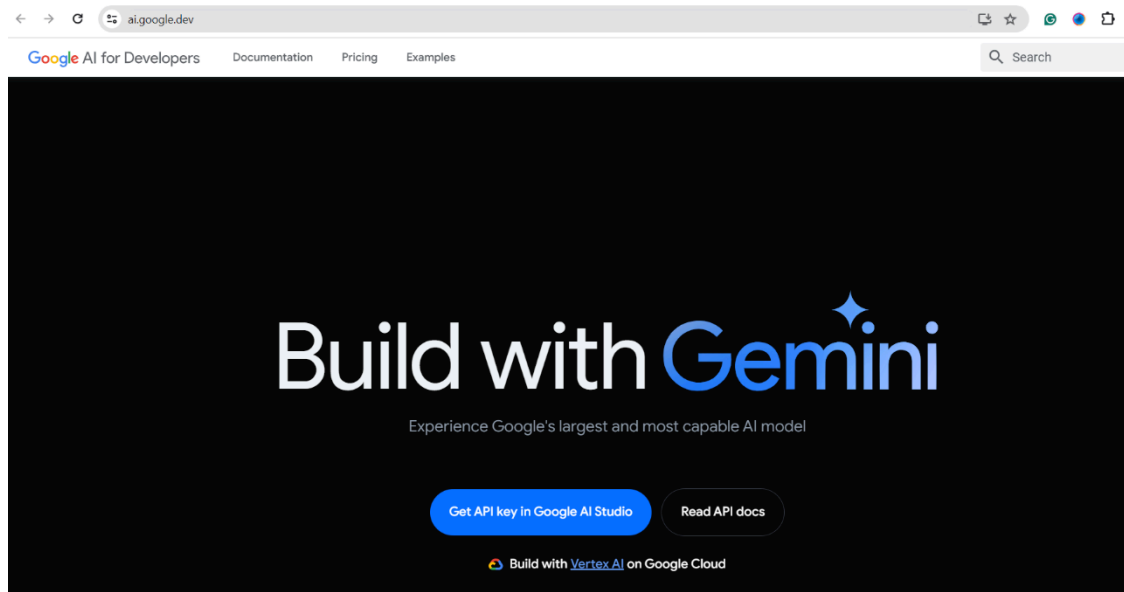 ai.google.dev
Google AI for Developers Documentation Pricing Examples Search
Build with Gemini
Experience Google's largest and most capable AI model
Get API key in Google AI Studio Read API docs
Build with Vertex AI on Google Cloud